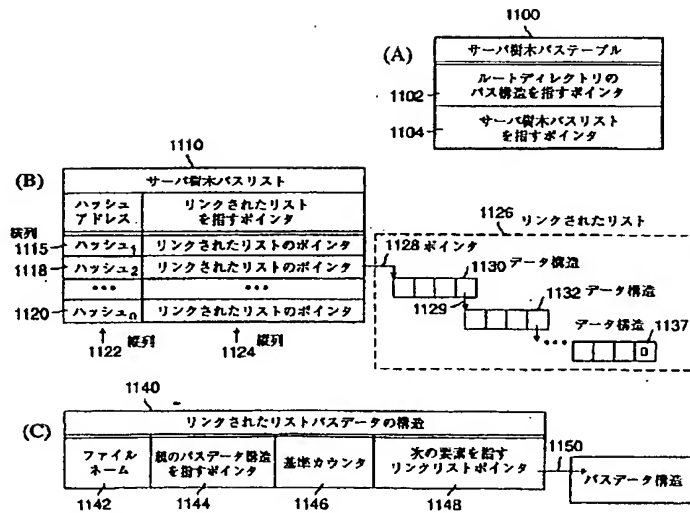 1100
(A)
サーバ樹木パステーブル
1102
ルートディレクトリの
パス構造を指すポインタ
1104
サーバ樹木パスリスト
を指すポインタ
1110
(B)
サーバ樹木パスリスト
ハッシュ
アドレス
リンクされたリスト
を指すポインタ
横列
1115
ハッシュ1
リンクされたリストのポインタ
1118
ハッシュ2
リンクされたリストのポインタ
•••
•••
1120
ハッシュn
リンクされたリストのポインタ
1122
縦列
1124
縦列
1126
リンクされたリスト
1128
ポインタ
1130
データ構造
1129
1132
データ構造
•••
データ構造
1137
0
1140
(C)
リンクされたリストパスデータの構造
ファイル
ネーム
親のパスデータ構造
を指すポインタ
基準カウンタ
次の要素を指す
リンクリストポインタ
1150
パスデータ構造
1142
1144
1146
1148